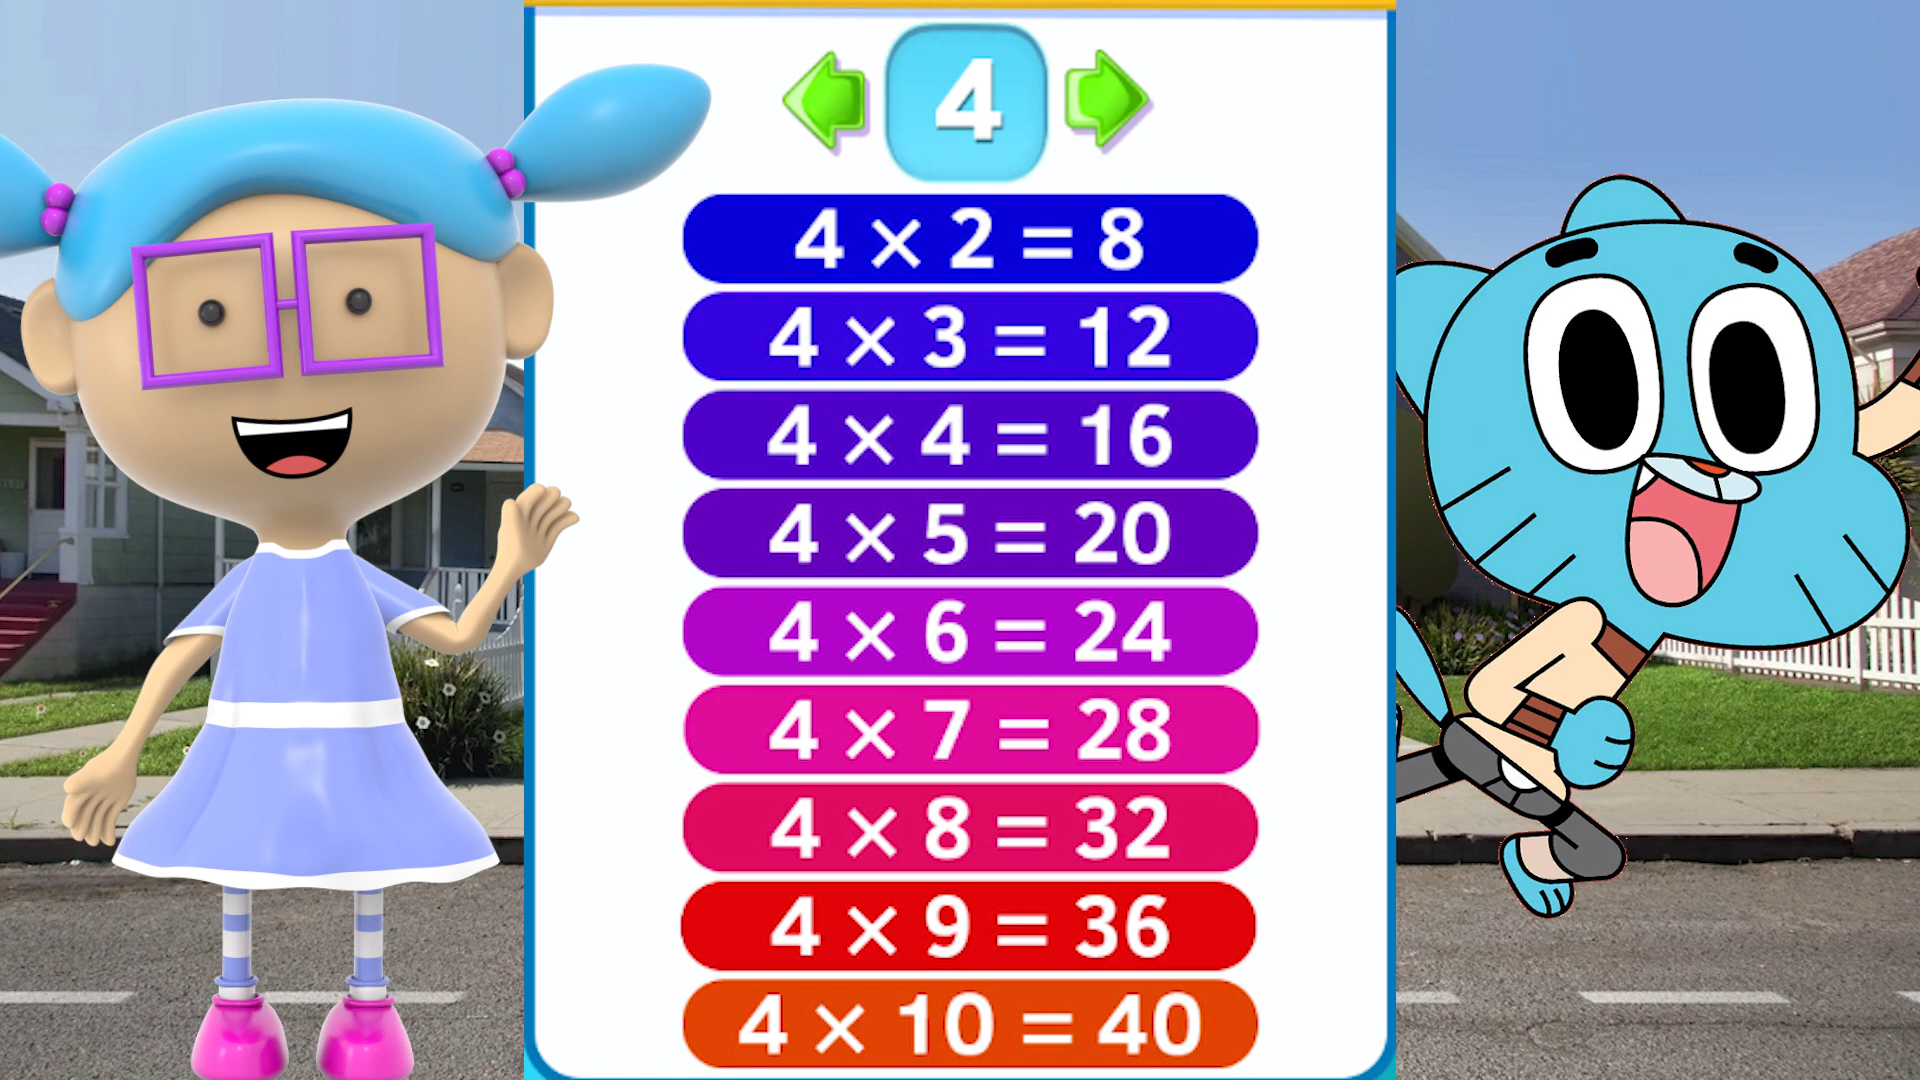 4
4 × 2 = 8
4 × 3 = 12
4 × 4 = 16
4 × 5 = 20
4 × 6 = 24
4 × 7 = 28
4 × 8 = 32
4 × 9 = 36
4 × 10 = 40